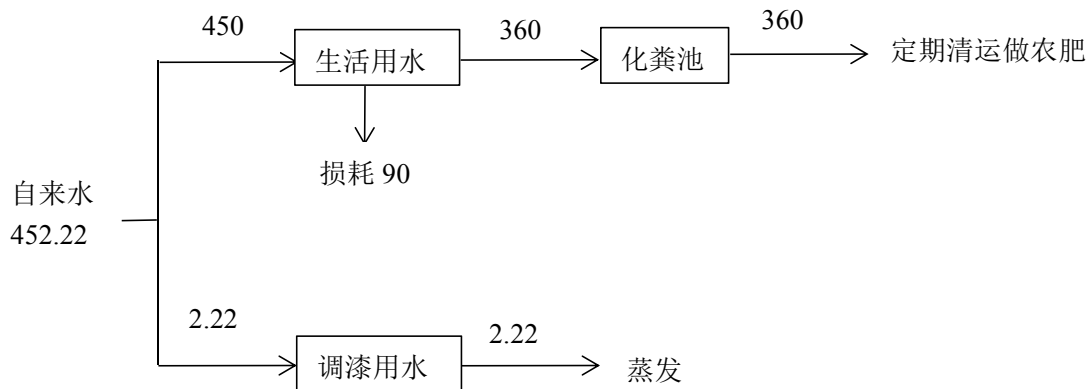 450
生活用水
360
化粪池
360
定期清运做农肥
损耗 90
自来水
452.22
2.22
调漆用水
2.22
蒸发